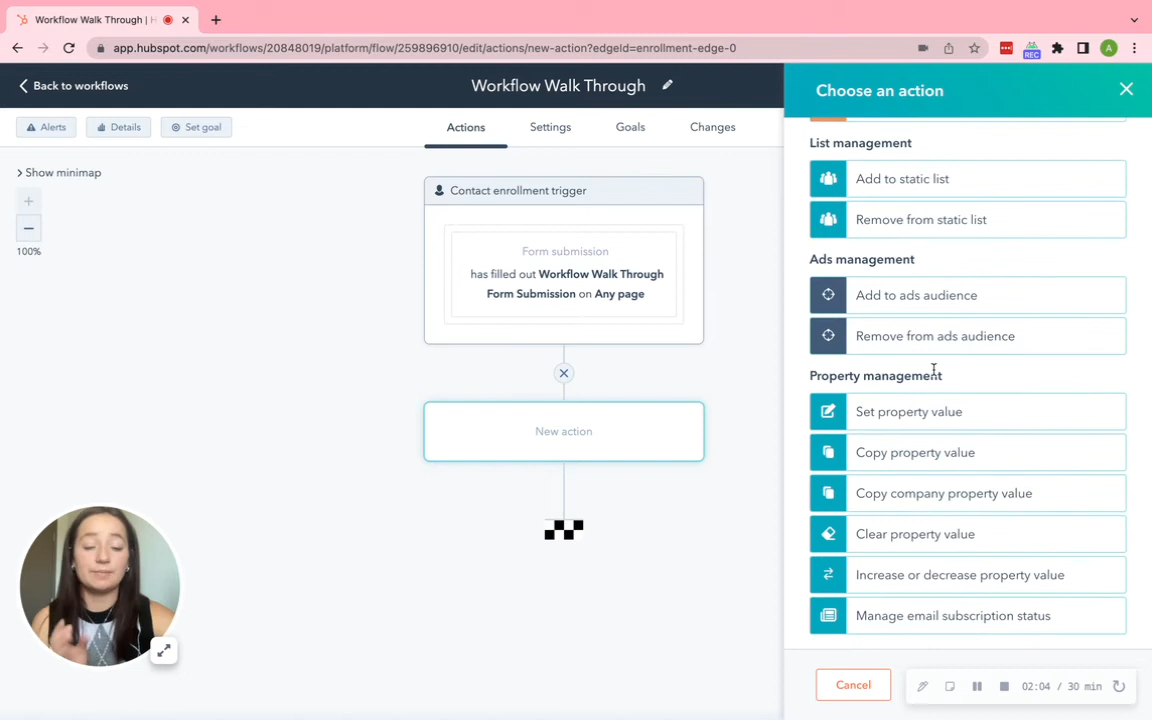 Workflow Walk Through | H
app.hubspot.com/workflows/20848019/platform/flow/259896910/edit/actions/new-action?edgeId=enrollment-edge-0
REC
A
Back to workflows
Workflow Walk Through
Choose an action
Alerts
Details
Set goal
Actions
Settings
Goals
Changes
Show minimap
100%
Contact enrollment trigger
Form submission
has filled out Workflow Walk Through
Form Submission on Any page
New action
List management
Add to static list
Remove from static list
Ads management
Add to ads audience
Remove from ads audience
Property management
Set property value
Copy property value
Copy company property value
Clear property value
Increase or decrease property value
Manage email subscription status
Cancel
02:04 / 30 min